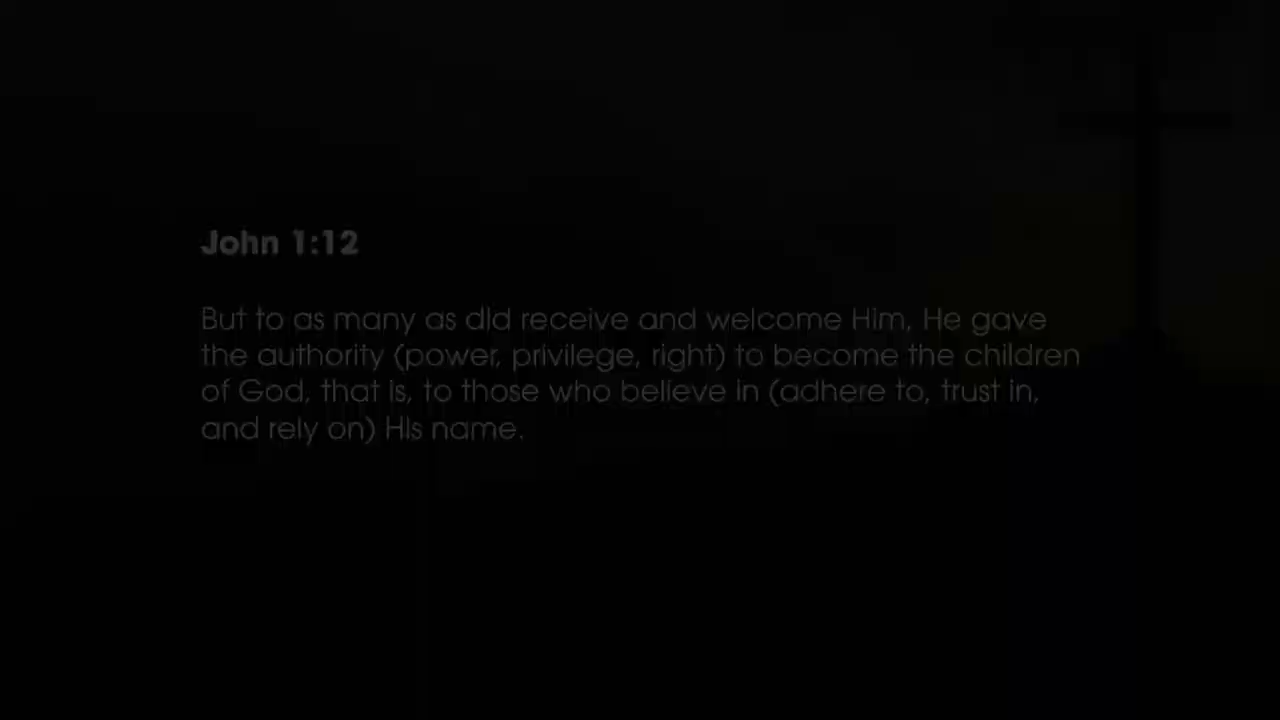 John 1:12
But to as many as did receive and welcome Him, He gave
the authority (power, privilege, right) to become the children
of God, that is, to those who believe in (adhere to, trust in,
and rely on) His name.